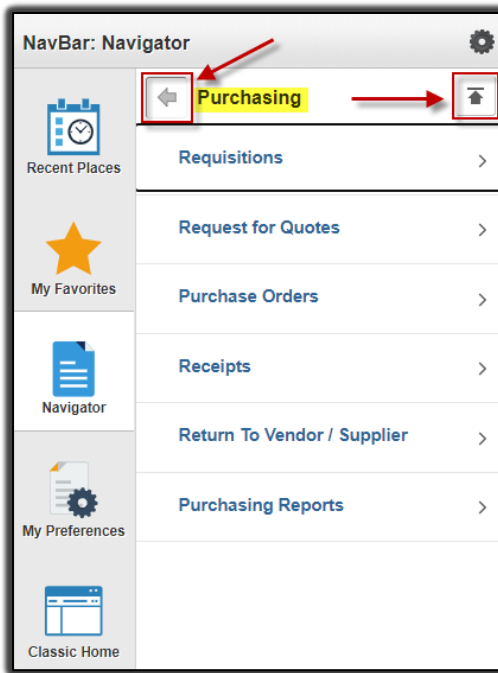 NavBar: Navigator
Purchasing
Recent Places
Requisitions
Request for Quotes
My Favorites
Purchase Orders
Receipts
Navigator
Return To Vendor / Supplier
Purchasing Reports
My Preferences
Classic Home